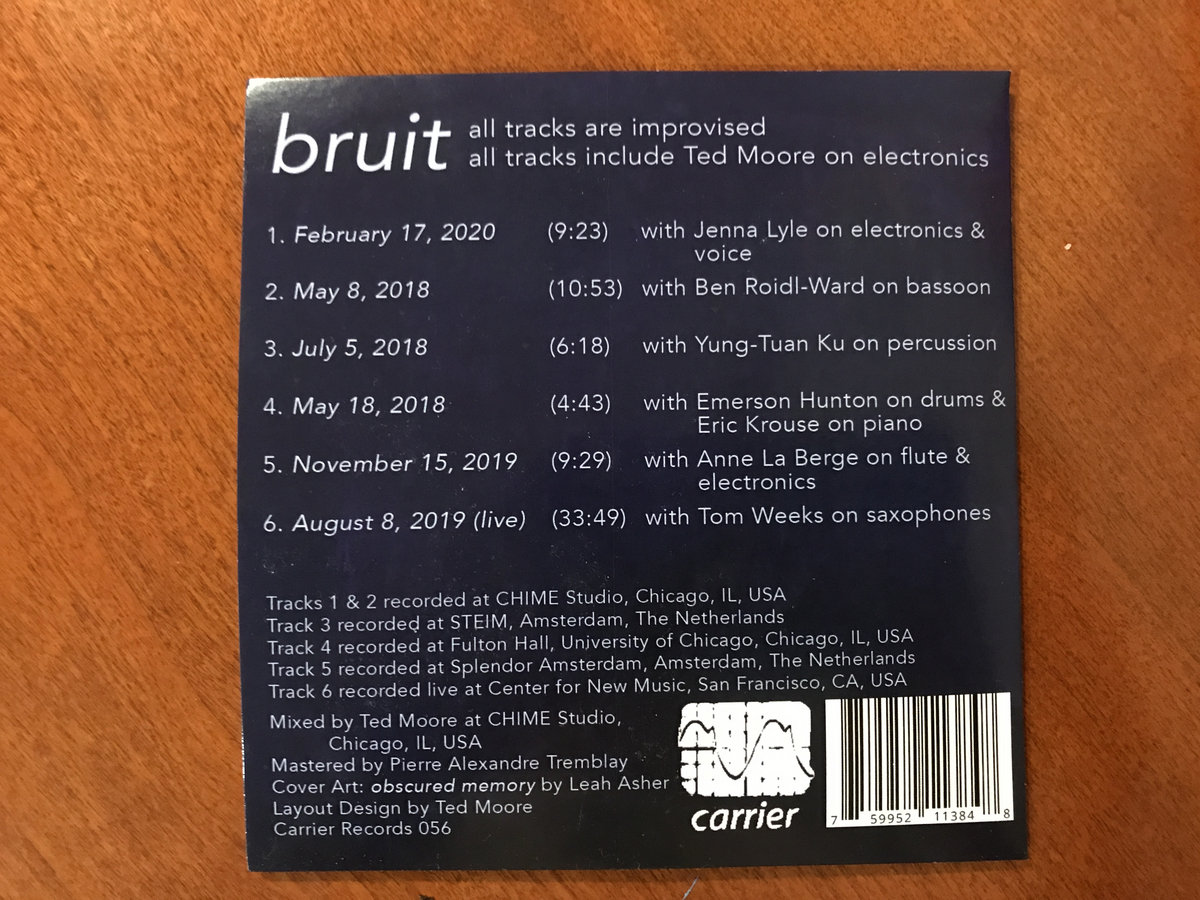 bruit
all tracks are improvised
all tracks include Ted Moore on electronics
1. February 17, 2020 (9:23) with Jenna Lyle on electronics &
voice
2. May 8, 2018 (10:53) with Ben Roidl-Ward on bassoon
3. July 5, 2018 (6:18) with Yung-Tuan Ku on percussion
4. May 18, 2018 (4:43) with Emerson Hunton on drums &
Eric Krouse on piano
5. November 15, 2019 (9:29) with Anne La Berge on flute &
electronics
6. August 8, 2019 (live) (33:49) with Tom Weeks on saxophones
Tracks 1 & 2 recorded at CHIME Studio, Chicago, IL, USA
Track 3 recorded at STEIM, Amsterdam, The Netherlands
Track 4 recorded at Fulton Hall, University of Chicago, Chicago, IL, USA
Track 5 recorded at Splendor Amsterdam, Amsterdam, The Netherlands
Track 6 recorded live at Center for New Music, San Francisco, CA, USA
Mixed by Ted Moore at CHIME Studio,
Chicago, IL, USA
Mastered by Pierre Alexandre Tremblay
Cover Art: obscured memory by Leah Asher
Layout Design by Ted Moore
Carrier Records 056
carrier
7 59952 11384 8